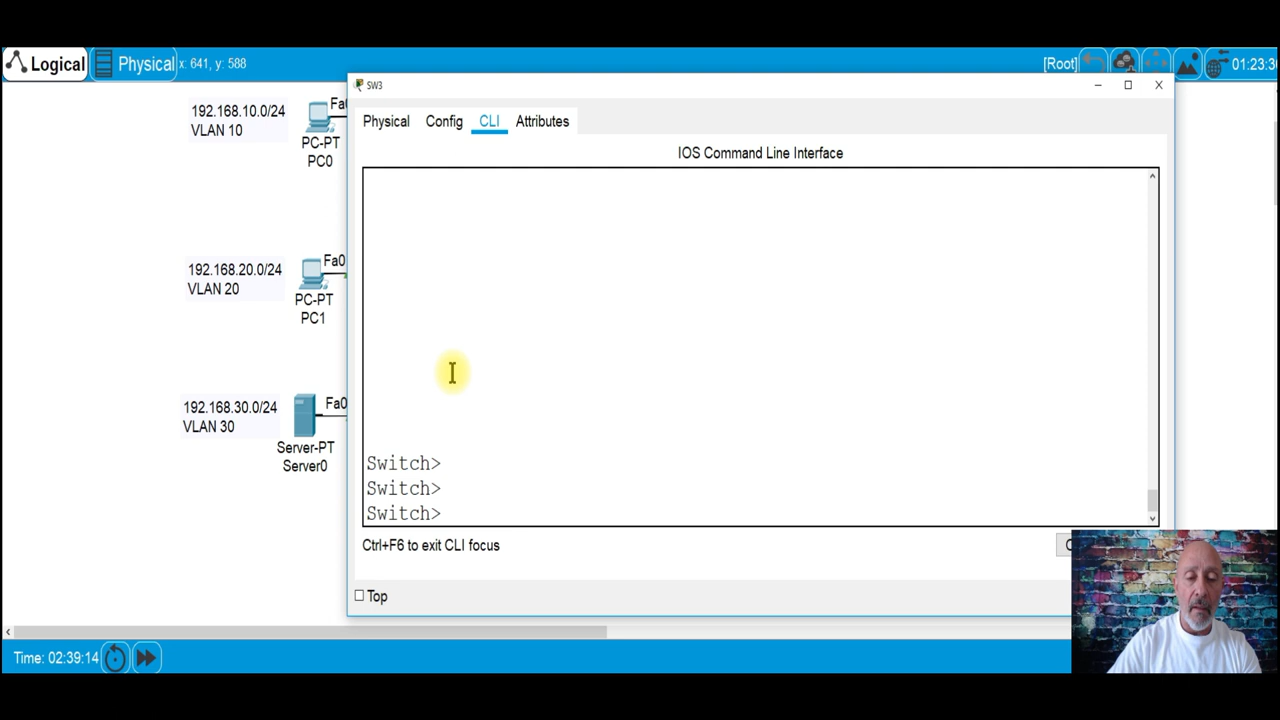 Logical
Physical
x: 641, y: 588
[Root]
SW3
Physical
Config
CLI
Attributes
IOS Command Line Interface
192.168.10.0/24
VLAN 10
PC-PT
PC0
192.168.20.0/24
VLAN 20
Fa0
PC-PT
PC1
192.168.30.0/24
VLAN 30
Fa0
Server-PT
Server0
Switch>
Switch>
Switch>
Ctrl+F6 to exit CLI focus
Top
Time: 02:39:14